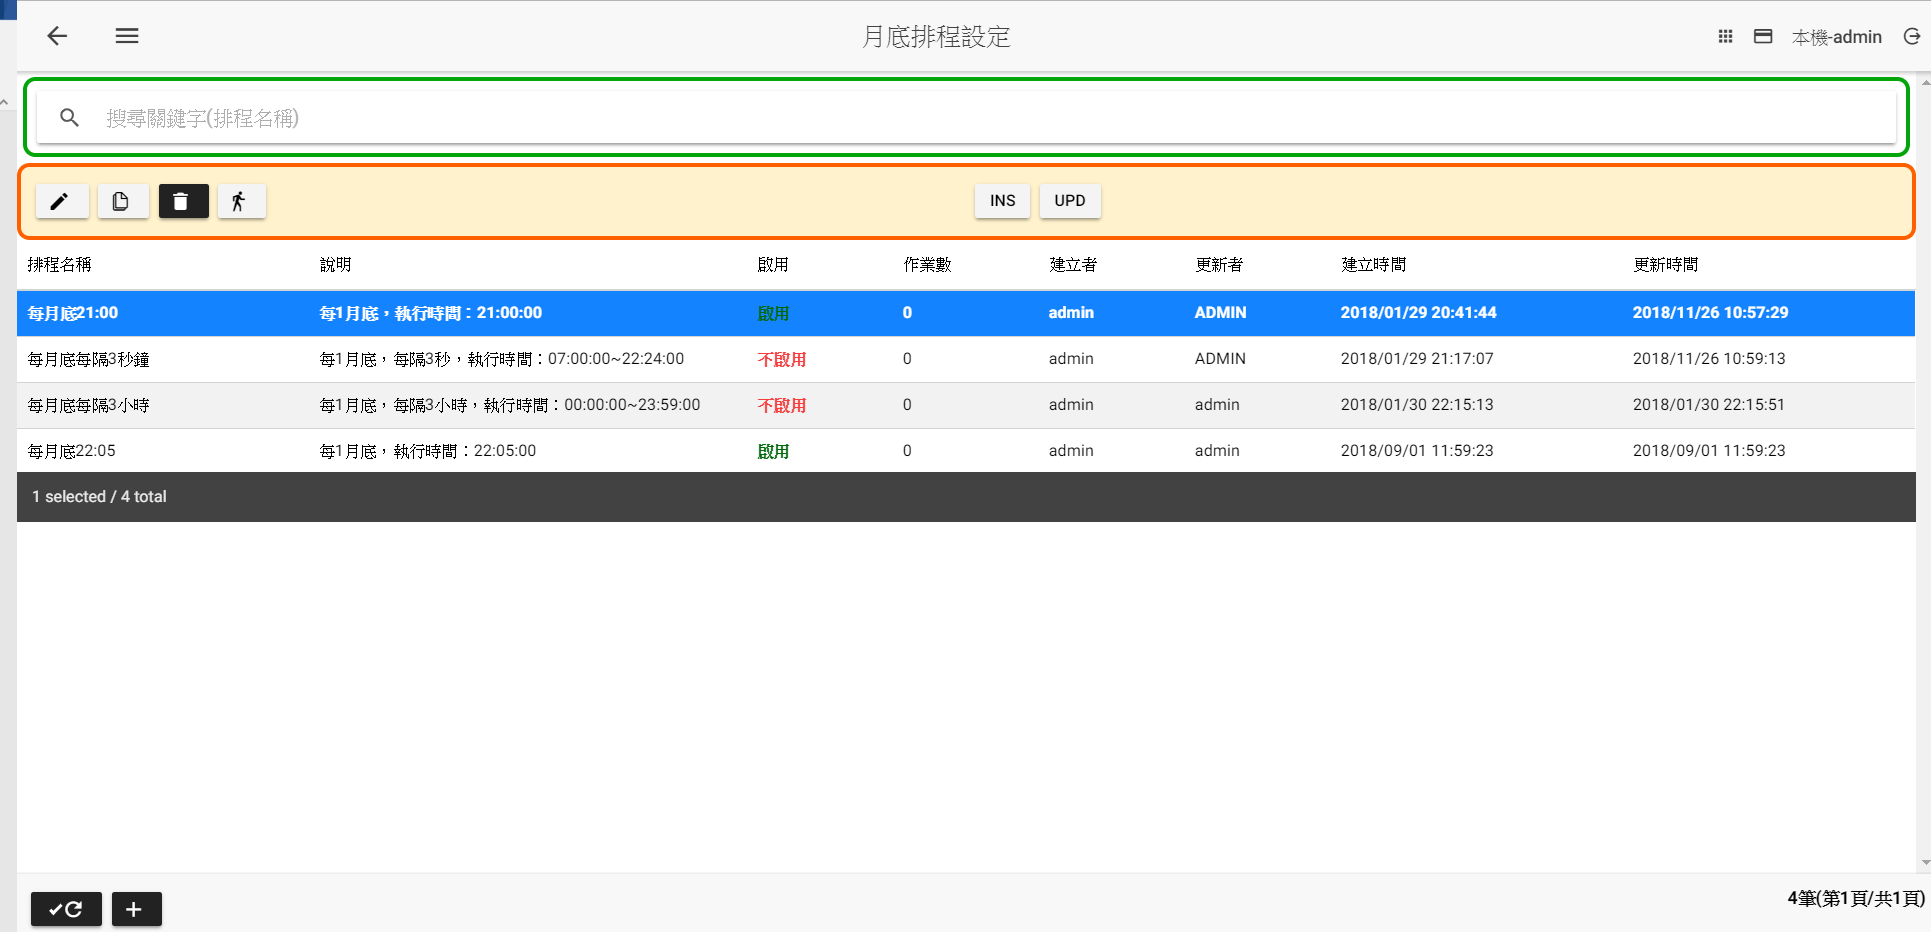 月底排程設定
本機-admin
搜尋關鍵字(排程名稱)
INS UPD
排程名稱 說明 啟用 作業數 建立者 更新者 建立時間 更新時間
每月底21:00 每1月底，執行時間：21:00:00 啟用 0 admin ADMIN 2018/01/29 20:41:44 2018/11/26 10:57:29
每月底每隔3秒鐘 每1月底，每隔3秒，執行時間：07:00:00~22:24:00 不啟用 0 admin ADMIN 2018/01/29 21:17:07 2018/11/26 10:59:13
每月底每隔3小時 每1月底，每隔3小時，執行時間：00:00:00~23:59:00 不啟用 0 admin admin 2018/01/30 22:15:13 2018/01/30 22:15:51
每月底22:05 每1月底，執行時間：22:05:00 啟用 0 admin admin 2018/09/01 11:59:23 2018/09/01 11:59:23
1 selected / 4 total
4筆(第1頁/共1頁)